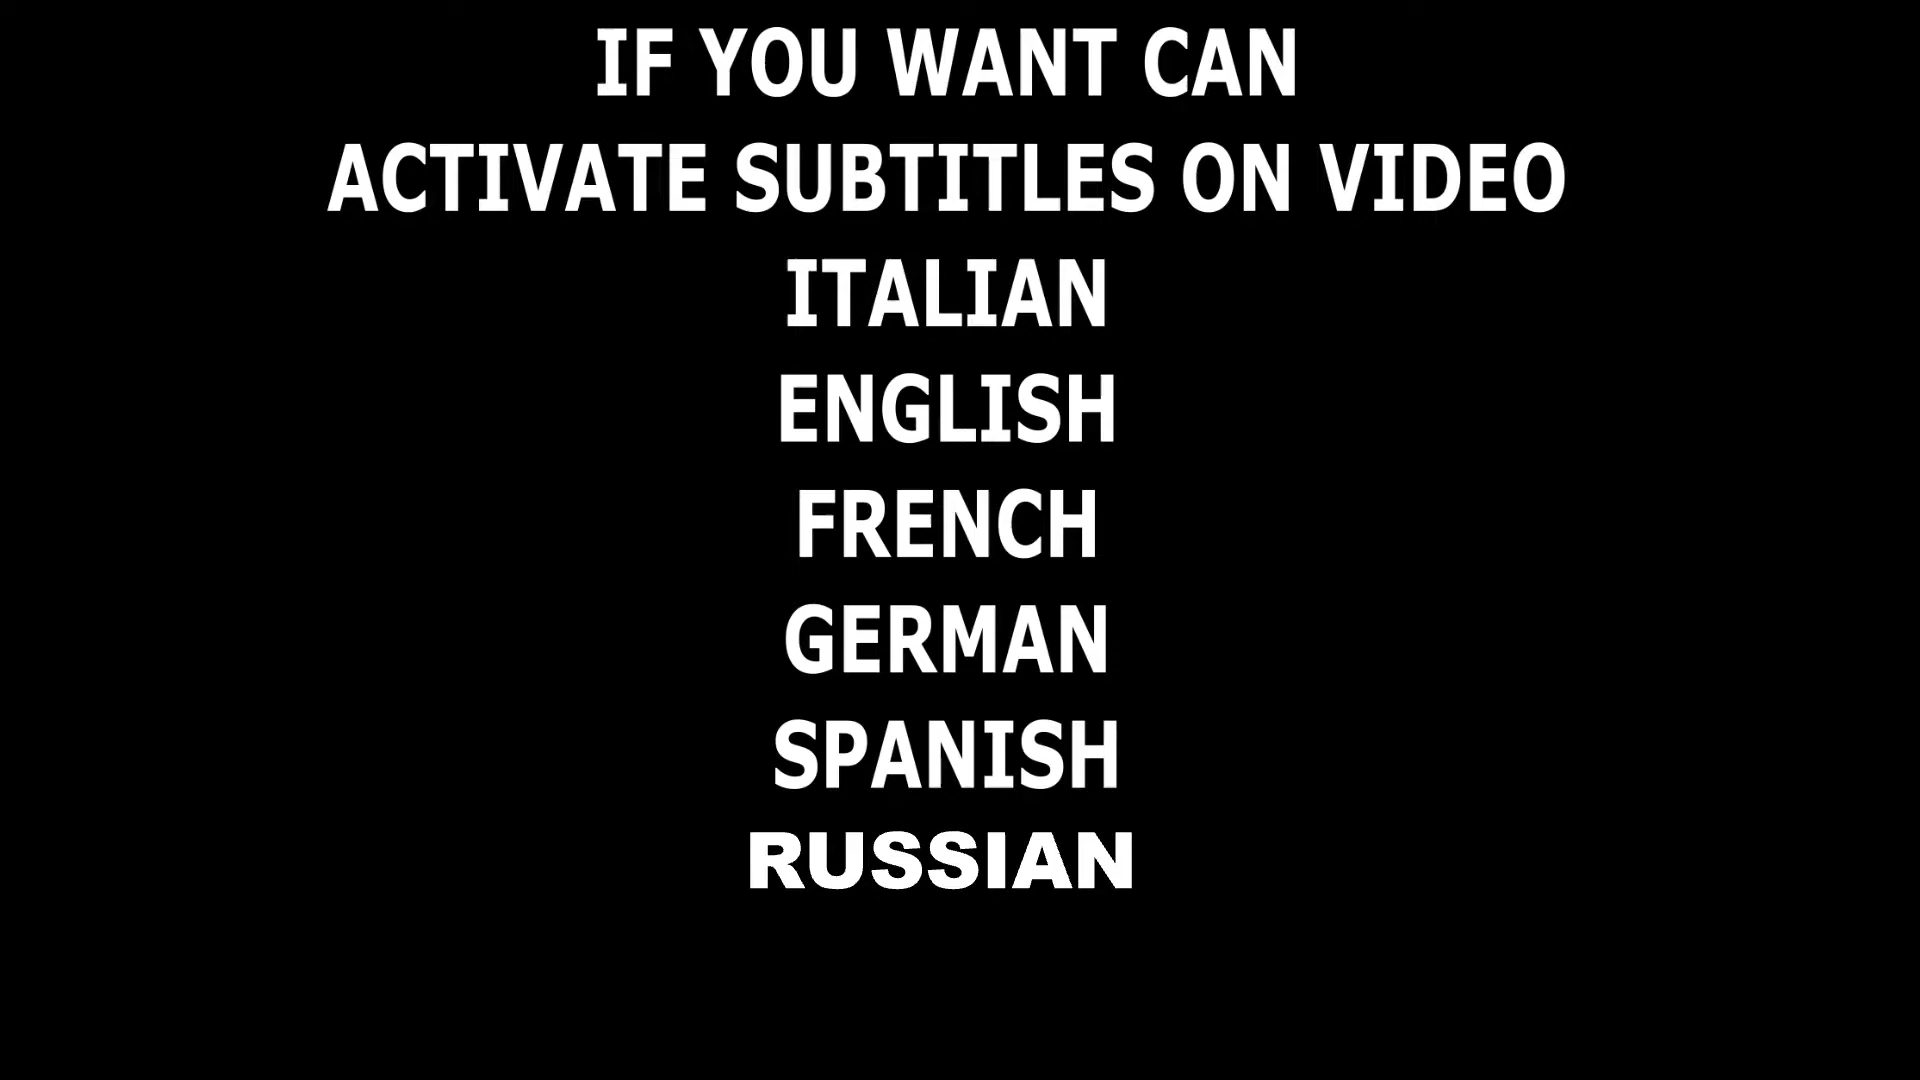 IF YOU WANT CAN
ACTIVATE SUBTITLES ON VIDEO
ITALIAN
ENGLISH
FRENCH
GERMAN
SPANISH
RUSSIAN